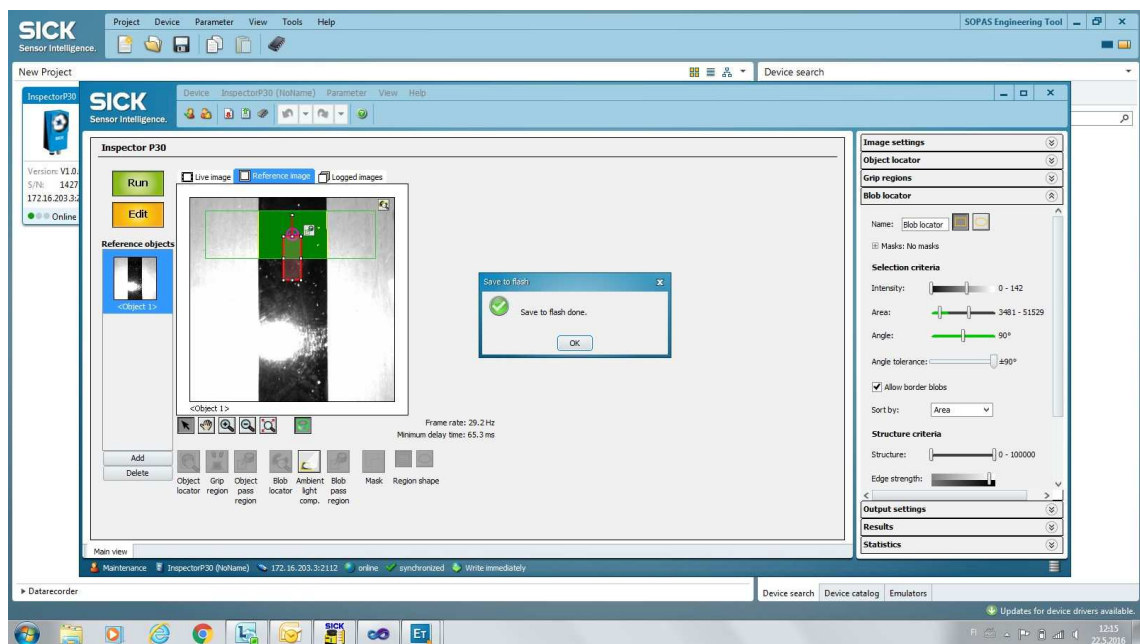 SICK
Sensor Intelligence.
Project Device Parameter View Tools Help
SOPAS Engineering Tool
New Project
Device search
InspectorP30
Version: V1.0.
S/N: 1427
172.16.203.3:2
Online
SICK
Sensor Intelligence.
Device InspectorP30 (NoName) Parameter View Help
Inspector P30
Run
Edit
Live image Reference image Logged images
Reference objects
<Object 1>
<Object 1>
Frame rate: 29.2 Hz
Minimum delay time: 65.3 ms
Add
Delete
Object locator
Grip region
Object pass region
Blob locator
Ambient light comp.
Blob pass region
Mask
Region shape
Save to flash
Save to flash done.
OK
Image settings
Object locator
Grip regions
Blob locator
Name: Blob locator
Masks: No masks
Selection criteria
Intensity: 0 - 142
Area: 3481 - 51529
Angle: 90°
Angle tolerance: ±90°
Allow border blobs
Sort by: Area
Structure criteria
Structure: 0 - 100000
Edge strength:
Output settings
Results
Statistics
Main view
Maintenance InspectorP30 (NoName) 172.16.203.3:2112 online synchronized Write immediately
Datarecorder
Device search Device catalog Emulators
Updates for device drivers available.
SICK
ET
FI
12:15
22.5.2016